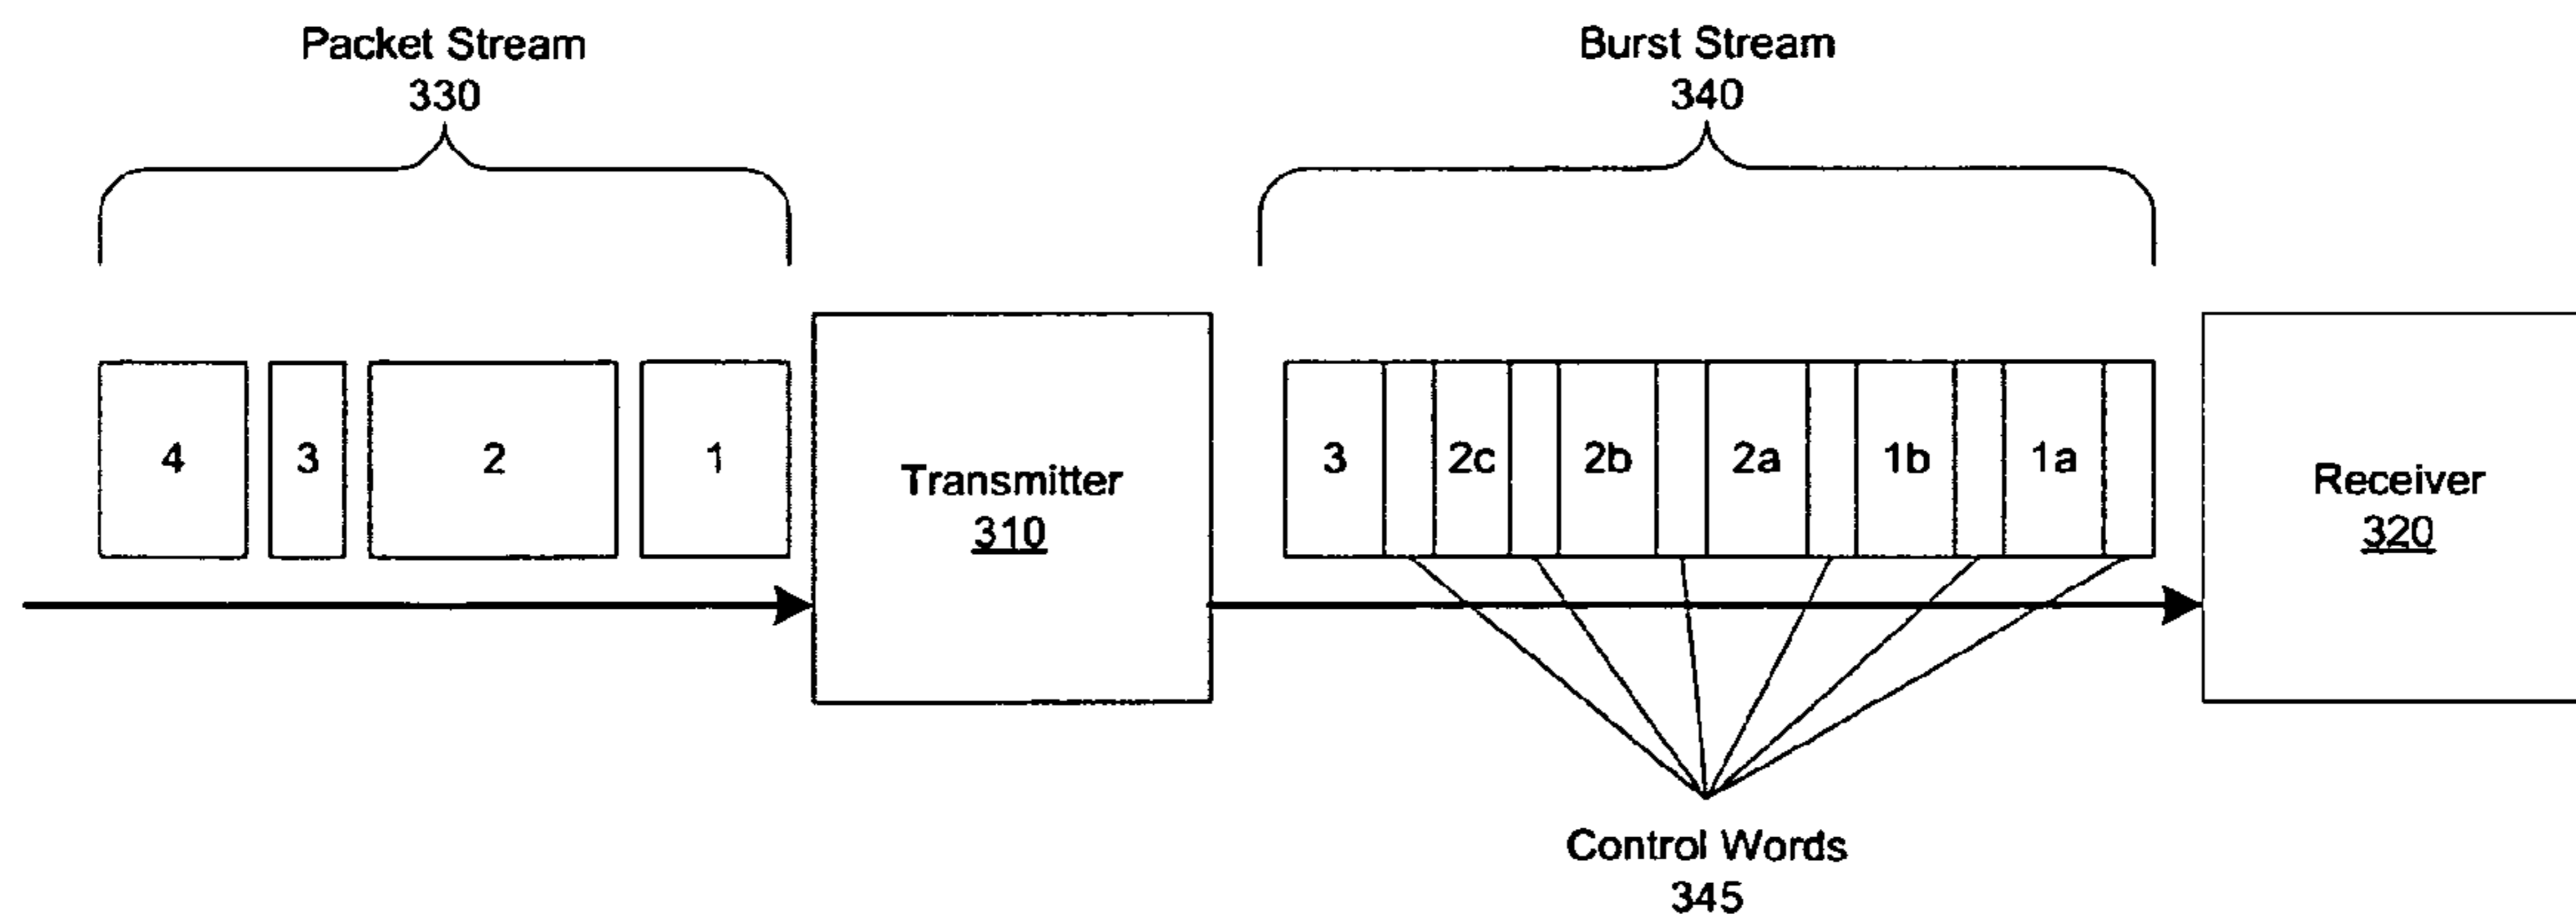 Packet Stream
330
Burst Stream
340
4 3 2 1
Transmitter
310
3 2c 2b 2a 1b 1a
Receiver
320
Control Words
345